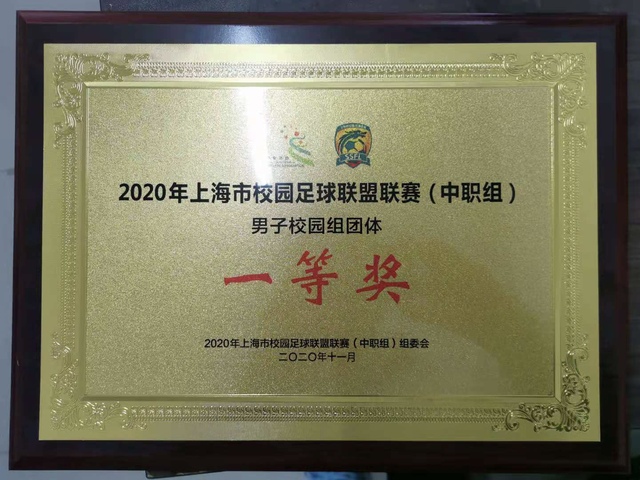 2020年上海市校园足球联盟联赛（中职组）
男子校园组团体
一等奖
2020年上海市校园足球联盟联赛（中职组）组委会
二〇二〇年十一月